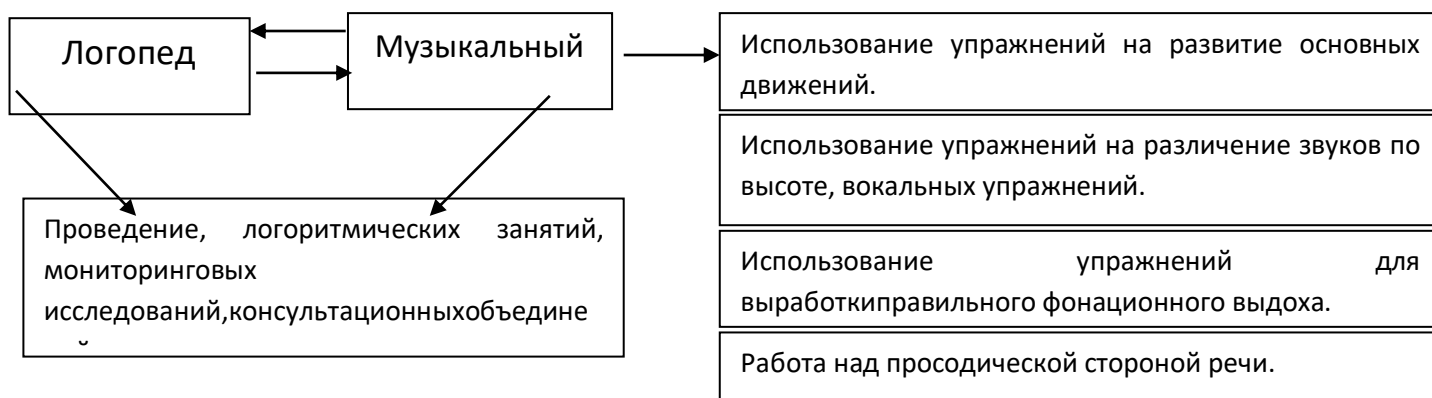 Логопед
Музыкальный
Проведение, логоритмических занятий,
мониторинговых
исследований,консультационныхобъедине
Использование упражнений на развитие основных
движений.
Использование упражнений на различение звуков по
высоте, вокальных упражнений.
Использование упражнений для
выработкиправильного фонационного выдоха.
Работа над просодической стороной речи.